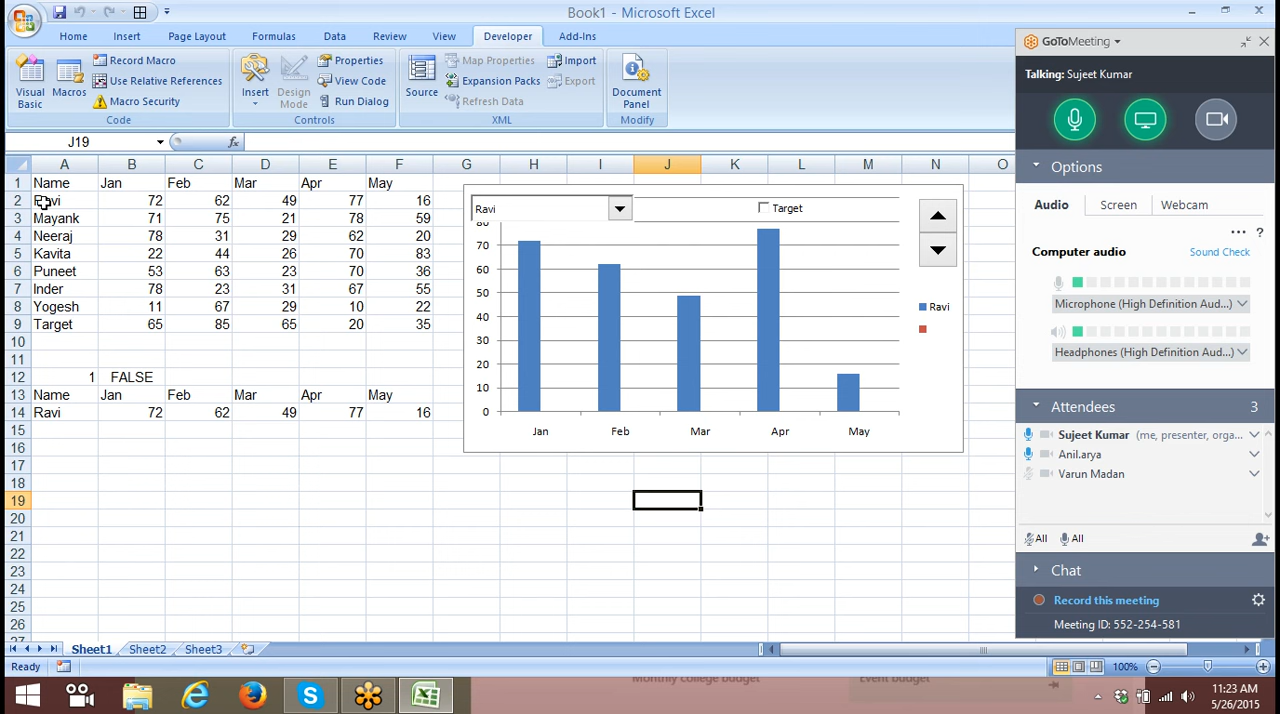 Book1 - Microsoft Excel
Home Insert Page Layout Formulas Data Review View Developer Add-Ins
Visual Basic
Macros
Record Macro
Use Relative References
Macro Security
Code
Insert
Design Mode
Properties
View Code
Run Dialog
Controls
Source
Map Properties
Expansion Packs
Refresh Data
Import
Export
XML
Document Panel
Modify
J19 fx
A B C D E F G H I J K L M N O
1 Name Jan Feb Mar Apr May
2 Ravi 72 62 49 77 16
3 Mayank 71 75 21 78 59
4 Neeraj 78 31 29 62 20
5 Kavita 22 44 26 70 83
6 Puneet 53 63 23 70 36
7 Inder 78 23 31 67 55
8 Yogesh 11 67 29 10 22
9 Target 65 85 65 20 35
10
11
12 1 FALSE
13 Name Jan Feb Mar Apr May
14 Ravi 72 62 49 77 16
15
16
17
18
19
20
21
22
23
24
25
26
27
Ravi
Target
80
70
60
50
40
30
20
10
0
Jan Feb Mar Apr May
Ravi
Sheet1 Sheet2 Sheet3
Ready
100%
GoToMeeting
Talking: Sujeet Kumar
Options
Audio Screen Webcam
... ?
Computer audio Sound Check
Microphone (High Definition Aud...)
Headphones (High Definition Aud...)
Attendees 3
Sujeet Kumar (me, presenter, orga...
Anil.arya
Varun Madan
All All
Chat
Record this meeting
Meeting ID: 552-254-581
Monthly college budget
Event budget
11:23 AM
5/26/2015